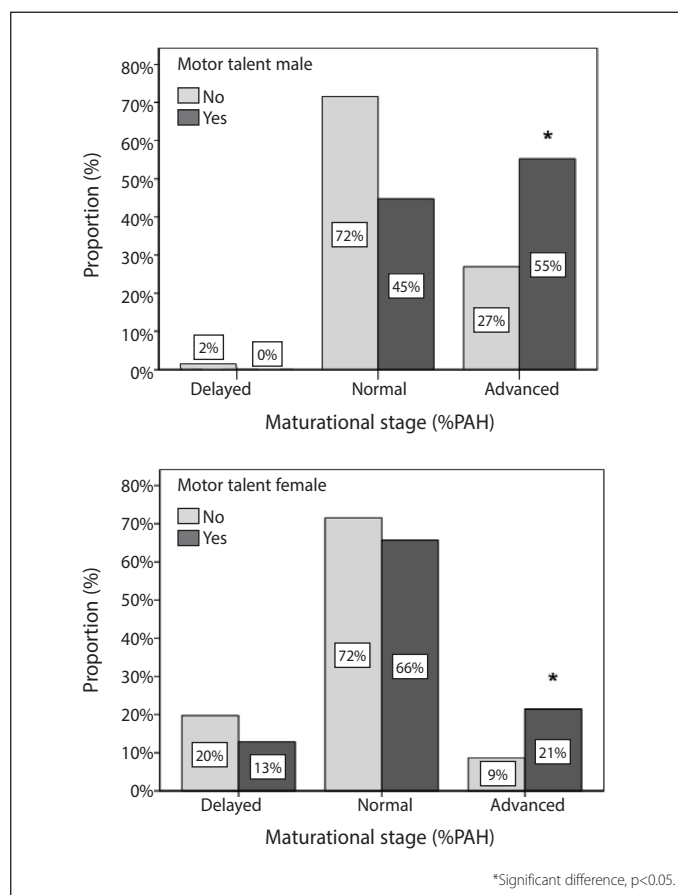 Motor talent male
No
Yes
Proportion (%)
80%
70%
60%
50%
40%
30%
20%
10%
0%
2%
0%
72%
45%
27%
55%
*
Delayed Normal Advanced
Maturational stage (%PAH)
Motor talent female
No
Yes
Proportion (%)
80%
70%
60%
50%
40%
30%
20%
10%
0%
20%
13%
72%
66%
9%
21%
*
Delayed Normal Advanced
Maturational stage (%PAH)
*Significant difference, p<0.05.